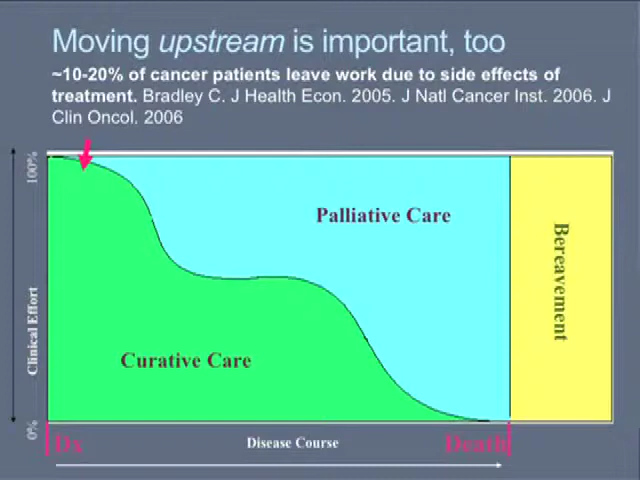 Moving upstream is important, too
~10-20% of cancer patients leave work due to side effects of
treatment. Bradley C. J Health Econ. 2005. J Natl Cancer Inst. 2006. J
Clin Oncol. 2006
100%
Palliative Care
Bereavement
Clinical Effort
Curative Care
0%
Dx
Disease Course
Death